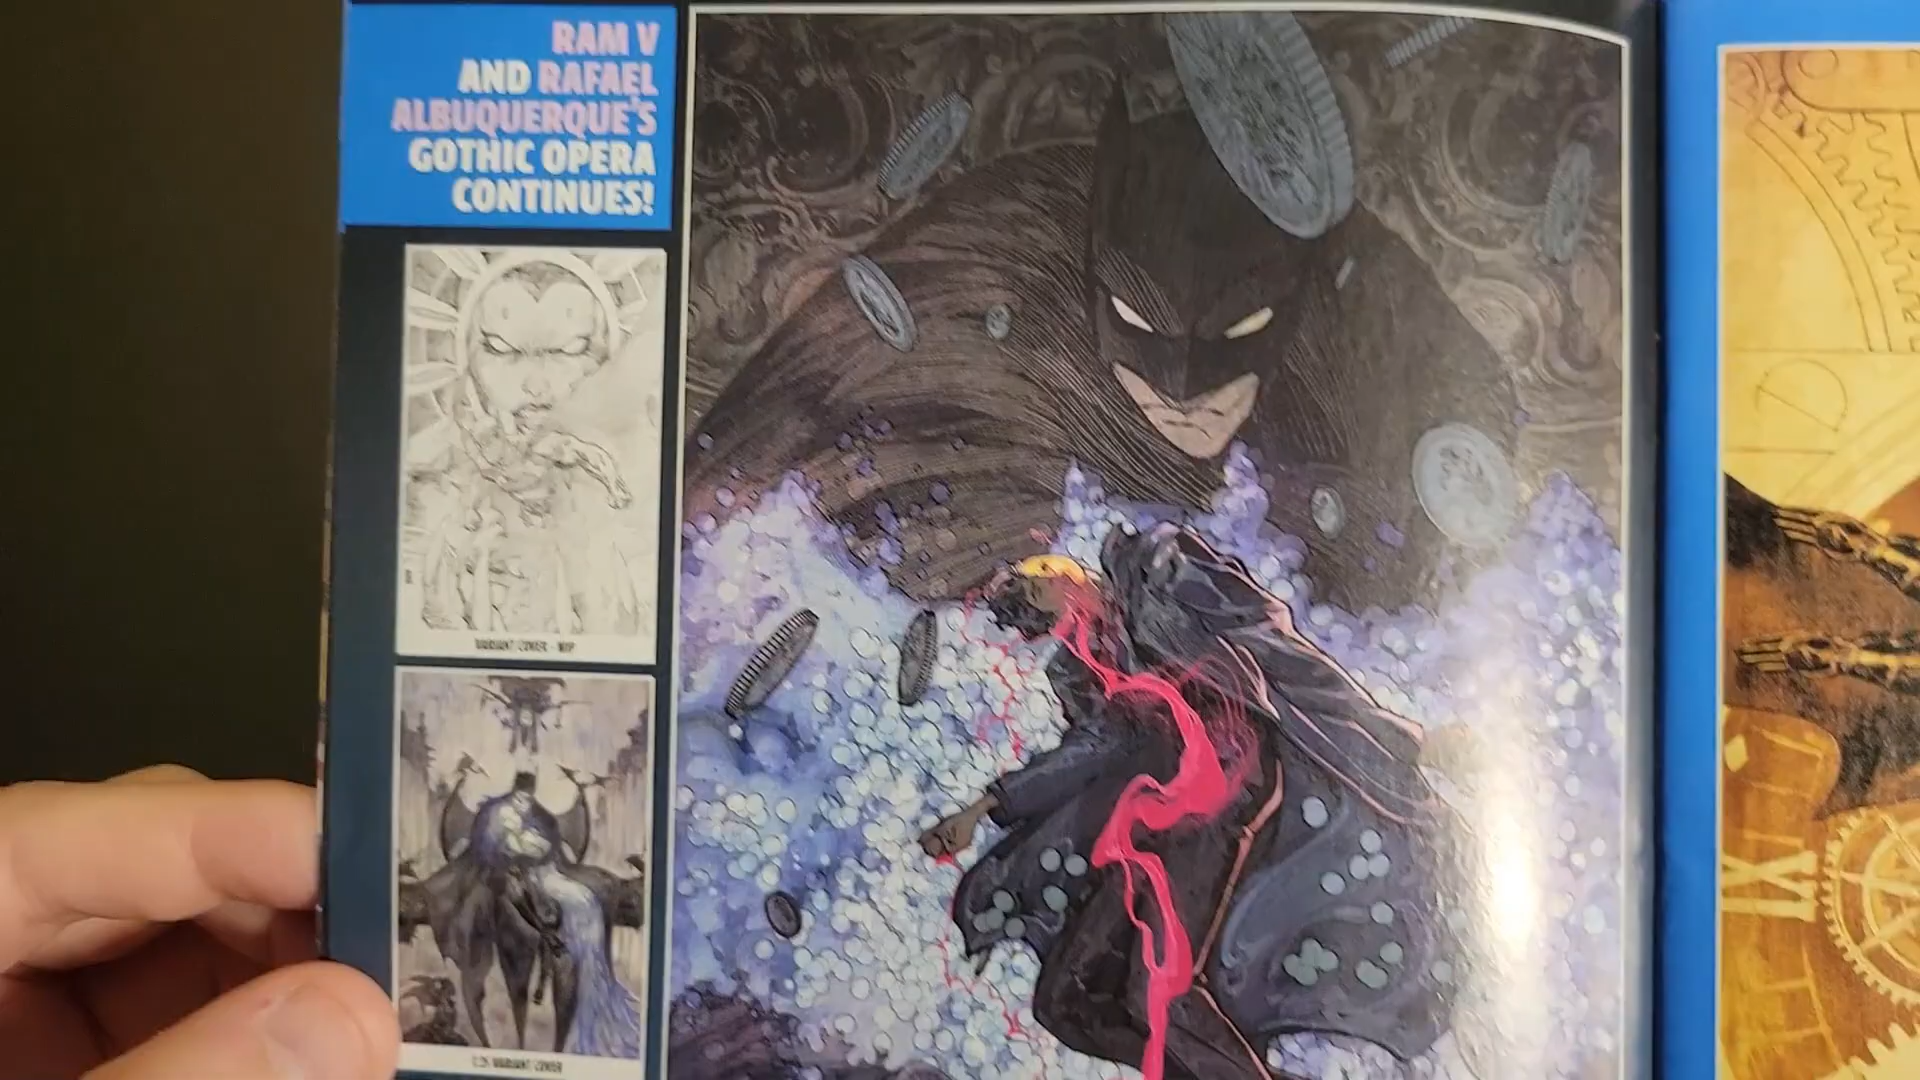 RAM V
AND RAFAEL
ALBUQUERQUE'S
GOTHIC OPERA
CONTINUES!
VARIANT COVER - WIP
1:25 VARIANT COVER